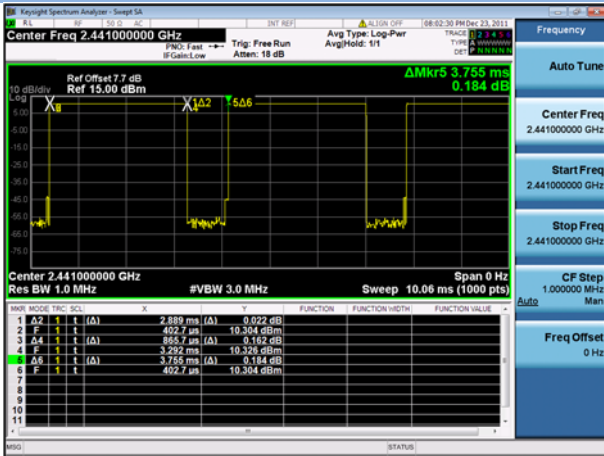 Keysight Spectrum Analyzer - Swept SA
RL RF 50 Ω AC INT REF ALIGN OFF 08:02:30 PM Dec 23, 2011
Center Freq 2.441000000 GHz
PNO: Fast
IFGain:Low
Trig: Free Run
Atten: 18 dB
Avg Type: Log-Pwr
Avg|Hold: 1/1
TRACE 1 2 3 4 5 6
TYPE A WWWWW
DET P NNNNN
ΔMkr5 3.755 ms
0.184 dB
Ref Offset 7.7 dB
10 dB/div Ref 15.00 dBm
Log
1Δ2
5Δ6
5.00
-5.00
-15.0
-25.0
-35.0
-45.0
-55.0
-65.0
-75.0
Center 2.441000000 GHz Span 0 Hz
Res BW 1.0 MHz #VBW 3.0 MHz Sweep 10.06 ms (1000 pts)
MKR MODE TRC SCL X Y FUNCTION FUNCTION WIDTH FUNCTION VALUE
1 Δ2 1 t (Δ) 2.889 ms (Δ) 0.022 dB
2 F 1 t 402.7 µs 10.304 dBm
3 Δ4 1 t (Δ) 865.7 µs (Δ) 0.162 dB
4 F 1 t 3.292 ms 10.326 dBm
5 Δ6 1 t (Δ) 3.755 ms (Δ) 0.184 dB
6 F 1 t 402.7 µs 10.304 dBm
7
8
9
10
11
MSG STATUS
Frequency
Auto Tune
Center Freq
2.441000000 GHz
Start Freq
2.441000000 GHz
Stop Freq
2.441000000 GHz
CF Step
1.000000 MHz
Auto Man
Freq Offset
0 Hz